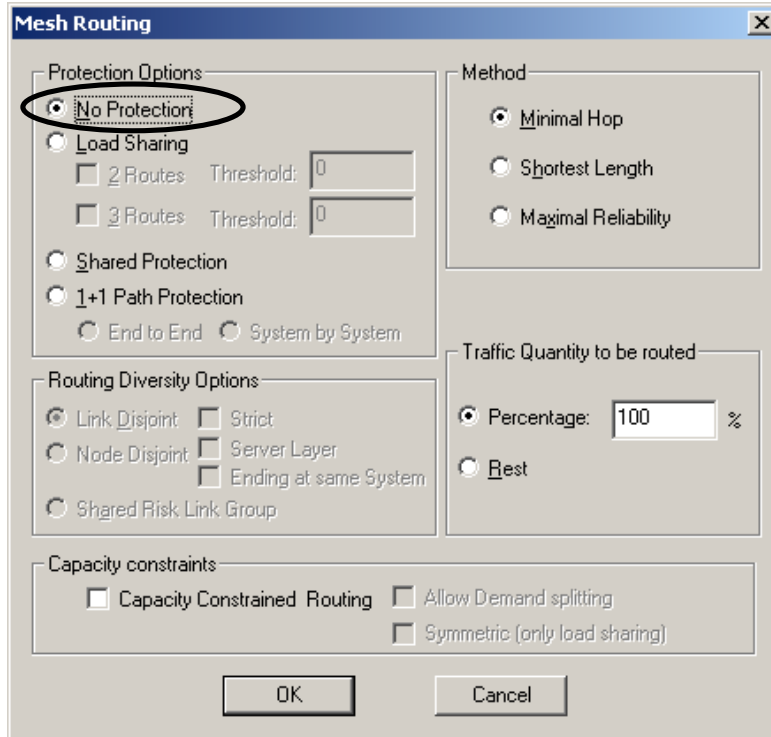 Mesh Routing
Protection Options
No Protection
Load Sharing
2 Routes Threshold: 0
3 Routes Threshold: 0
Shared Protection
1+1 Path Protection
End to End System by System
Routing Diversity Options
Link Disjoint Strict
Node Disjoint Server Layer
Ending at same System
Shared Risk Link Group
Method
Minimal Hop
Shortest Length
Maximal Reliability
Traffic Quantity to be routed
Percentage: 100 %
Rest
Capacity constraints
Capacity Constrained Routing Allow Demand splitting
Symmetric (only load sharing)
OK Cancel